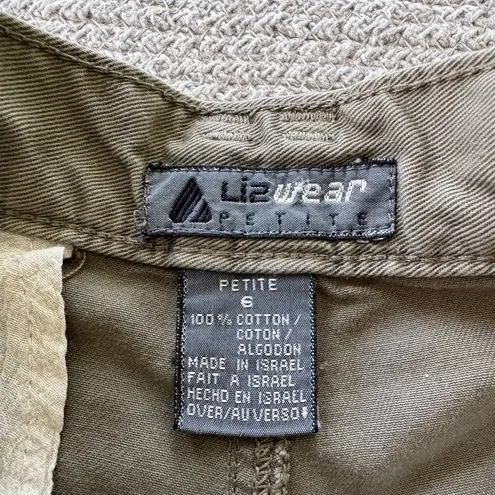 Lizwear
PETITE
PETITE
6
100% COTTON/
COTON/
ALGODON
MADE IN ISRAEL
FAIT A ISRAEL
HECHO EN ISRAEL
OVER/AU VERSO